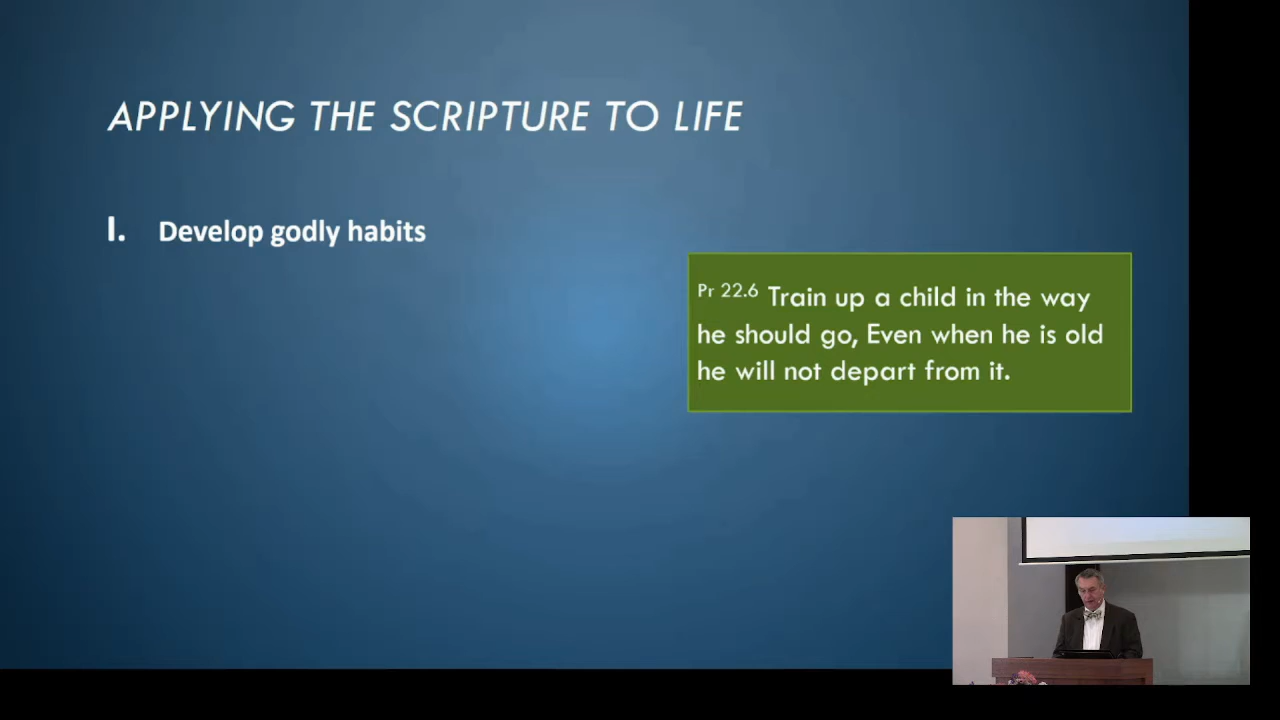 APPLYING THE SCRIPTURE TO LIFE
I. Develop godly habits
Pr 22.6 Train up a child in the way
he should go, Even when he is old
he will not depart from it.